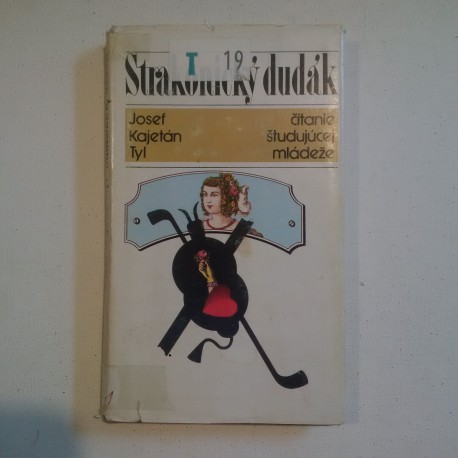 T 19
Strakonický dudák
Josef
Kajetán
Tyl
čítanie
študujúcej
mládeže